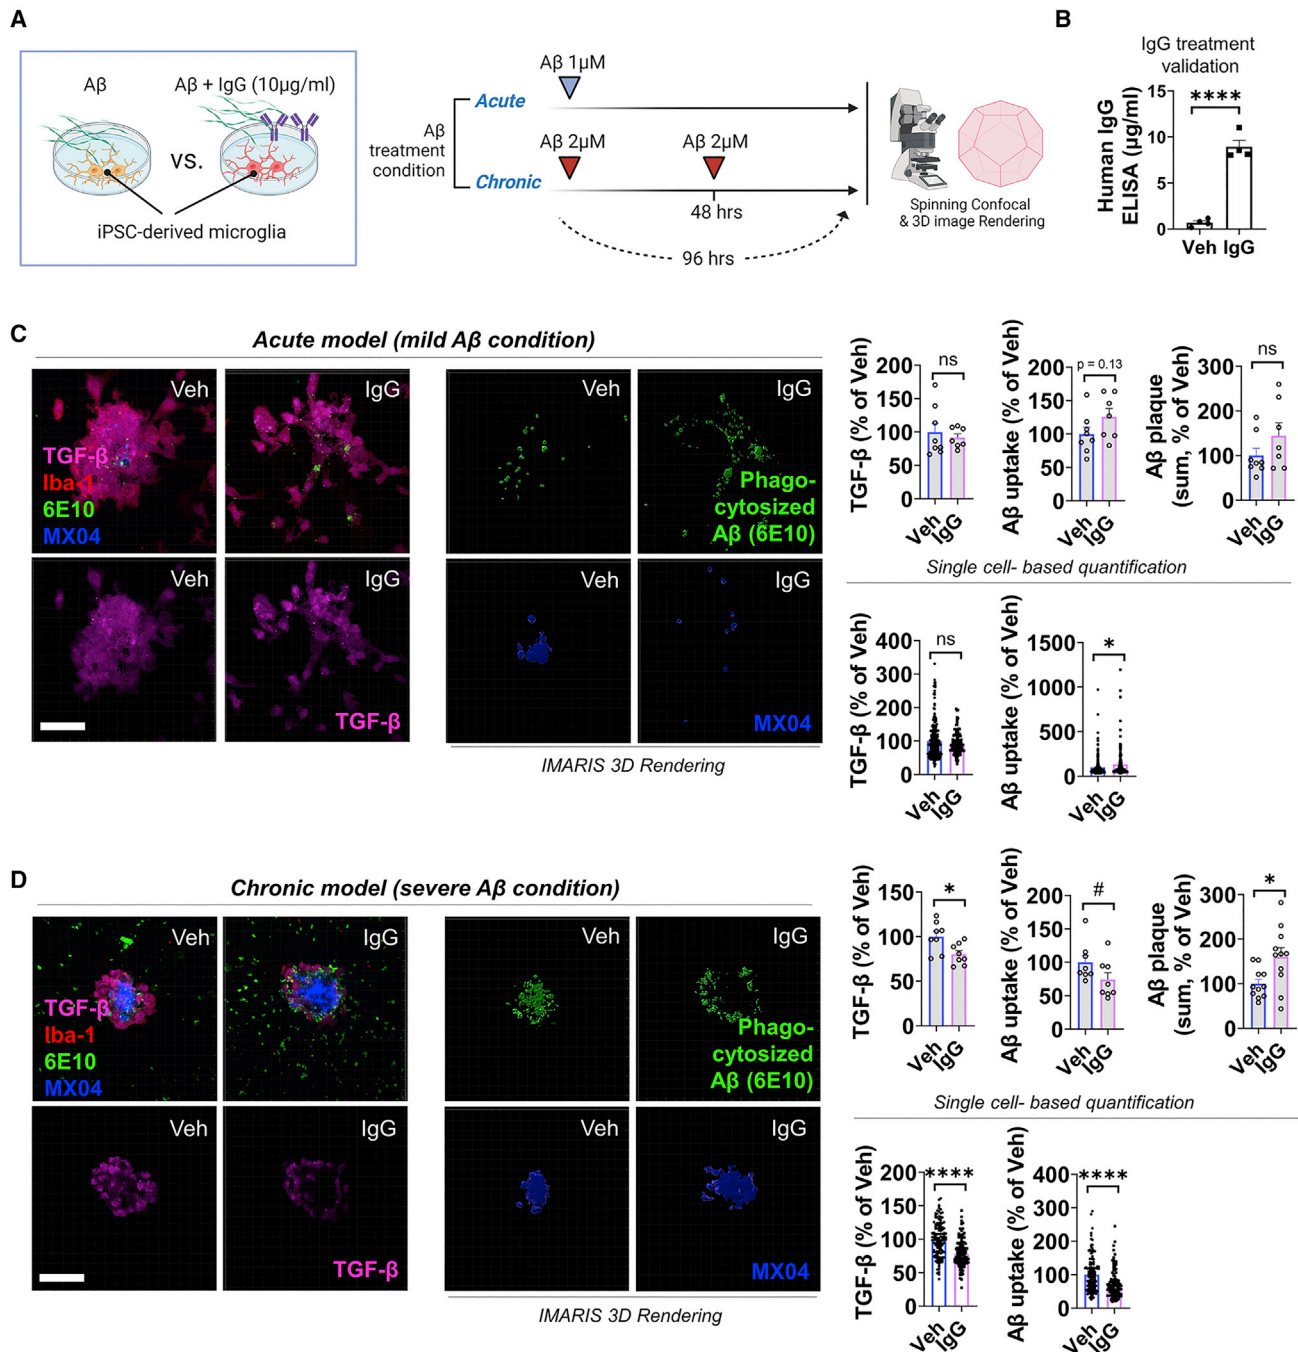 A
Aβ
Aβ + IgG (10μg/ml)
vs.
iPSC-derived microglia
Aβ
treatment
condition
Acute
Chronic
Aβ 1μM
Aβ 2μM
Aβ 2μM
48 hrs
96 hrs
Spinning Confocal
& 3D image Rendering
B
IgG treatment
validation
Human IgG
ELISA (μg/ml)
15
10
5
0
****
Veh IgG
C
Acute model (mild Aβ condition)
Veh
TGF-β
Iba-1
6E10
MX04
IgG
Veh
IgG
Phago-
cytosized
Aβ (6E10)
Veh
IgG
TGF-β
Veh
IgG
MX04
IMARIS 3D Rendering
TGF-β (% of Veh)
200
150
100
50
0
ns
Veh
IgG
Aβ uptake (% of Veh)
200
150
100
50
0
p = 0.13
Veh
IgG
Aβ plaque
(sum, % of Veh)
300
200
100
0
ns
Veh
IgG
Single cell- based quantification
TGF-β (% of Veh)
400
300
200
100
0
ns
Veh
IgG
Aβ uptake (% of Veh)
1500
1000
500
0
*
Veh
IgG
D
Chronic model (severe Aβ condition)
Veh
TGF-β
Iba-1
6E10
MX04
IgG
Veh
IgG
Phago-
cytosized
Aβ (6E10)
Veh
IgG
TGF-β
Veh
IgG
MX04
IMARIS 3D Rendering
TGF-β (% of Veh)
150
100
50
0
*
Veh
IgG
Aβ uptake (% of Veh)
200
150
100
50
0
#
Veh
IgG
Aβ plaque
(sum, % of Veh)
300
200
100
0
*
Veh
IgG
Single cell- based quantification
TGF-β (% of Veh)
200
150
100
50
0
****
Veh
IgG
Aβ uptake (% of Veh)
400
300
200
100
0
****
Veh
IgG